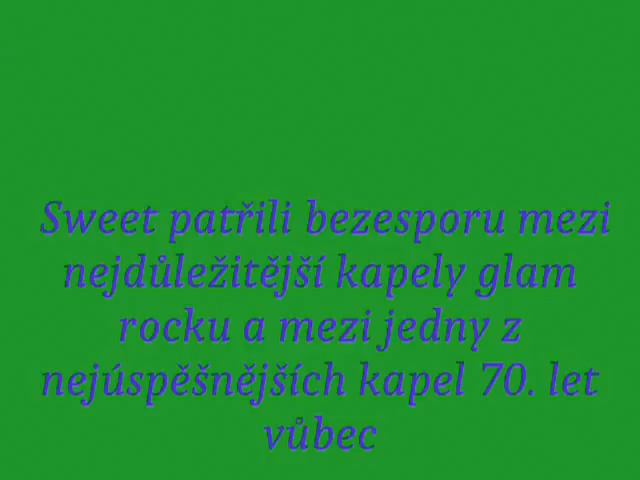 Sweet patřili bezesporu mezi
nejdůležitější kapely glam
rocku a mezi jedny z
nejúspěšnějších kapel 70. let
vůbec